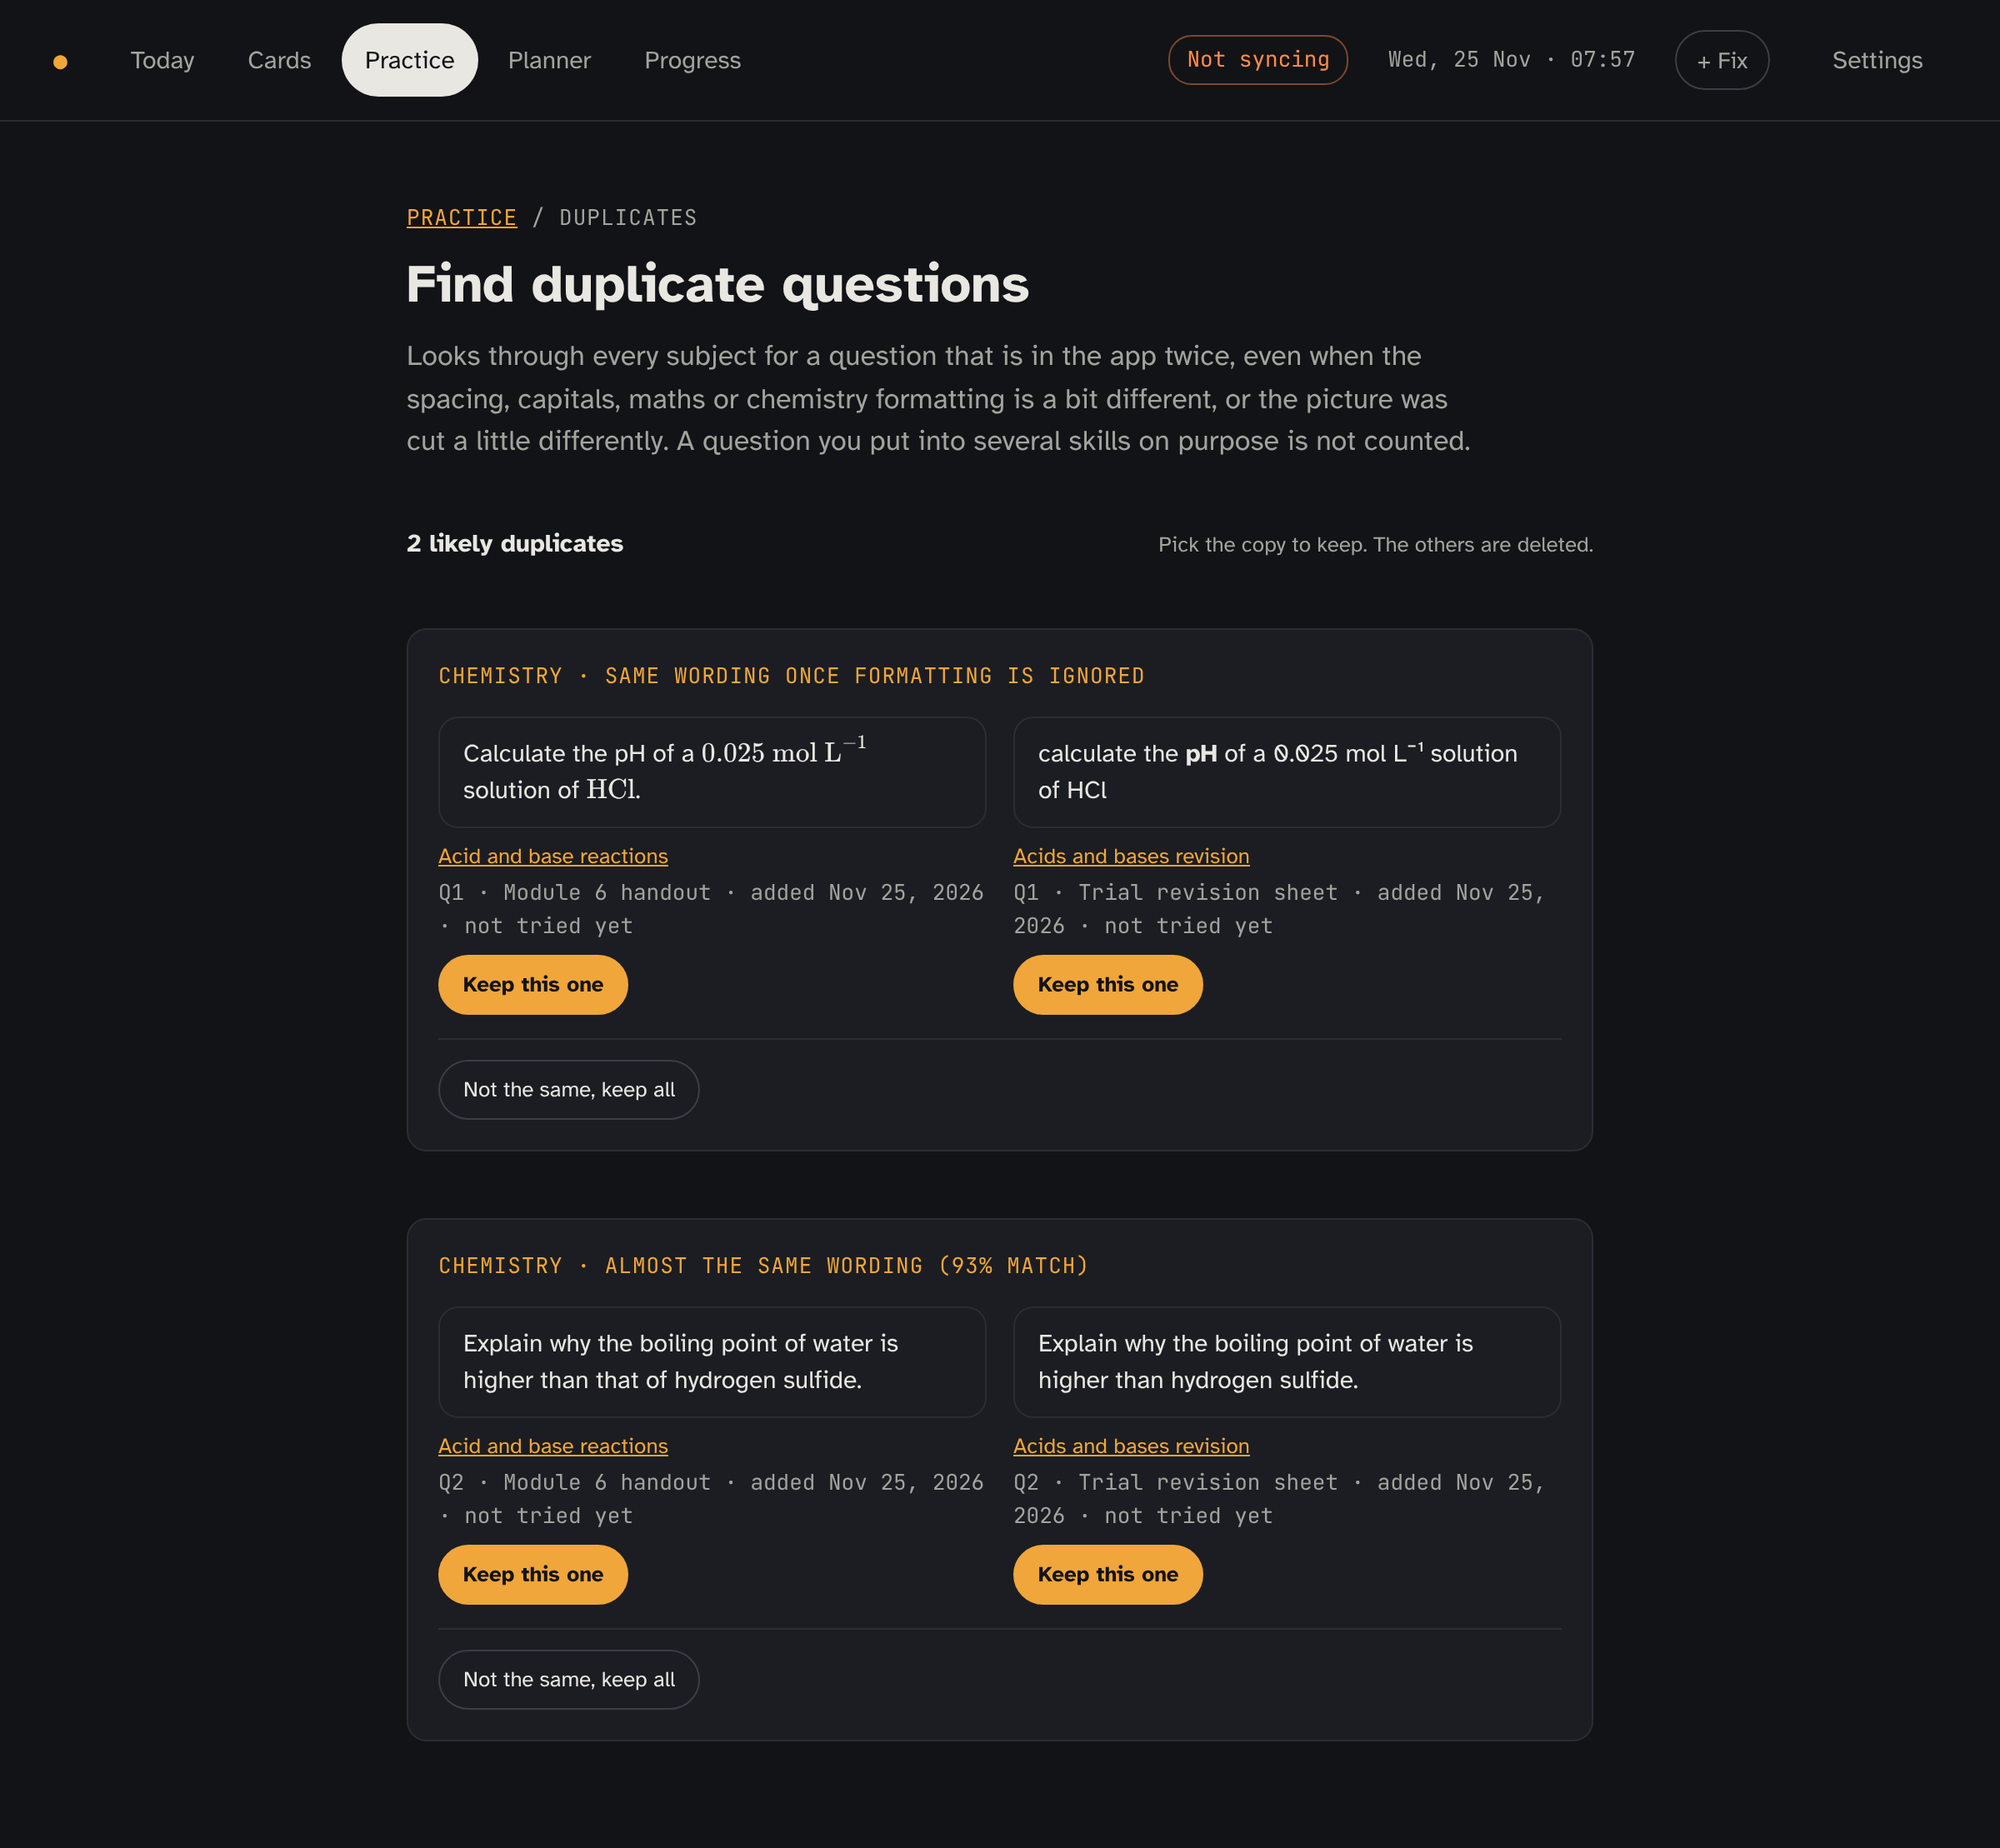 Today Cards Practice Planner Progress Not syncing Wed, 25 Nov · 07:57 + Fix Settings
PRACTICE / DUPLICATES
Find duplicate questions
Looks through every subject for a question that is in the app twice, even when the
spacing, capitals, maths or chemistry formatting is a bit different, or the picture was
cut a little differently. A question you put into several skills on purpose is not counted.
2 likely duplicates
Pick the copy to keep. The others are deleted.
CHEMISTRY · SAME WORDING ONCE FORMATTING IS IGNORED
Calculate the pH of a 0.025 mol L⁻¹
solution of HCl.
Acid and base reactions
Q1 · Module 6 handout · added Nov 25, 2026
· not tried yet
Keep this one
calculate the pH of a 0.025 mol L⁻¹ solution
of HCl
Acids and bases revision
Q1 · Trial revision sheet · added Nov 25,
2026 · not tried yet
Keep this one
Not the same, keep all
CHEMISTRY · ALMOST THE SAME WORDING (93% MATCH)
Explain why the boiling point of water is
higher than that of hydrogen sulfide.
Acid and base reactions
Q2 · Module 6 handout · added Nov 25, 2026
· not tried yet
Keep this one
Explain why the boiling point of water is
higher than hydrogen sulfide.
Acids and bases revision
Q2 · Trial revision sheet · added Nov 25,
2026 · not tried yet
Keep this one
Not the same, keep all